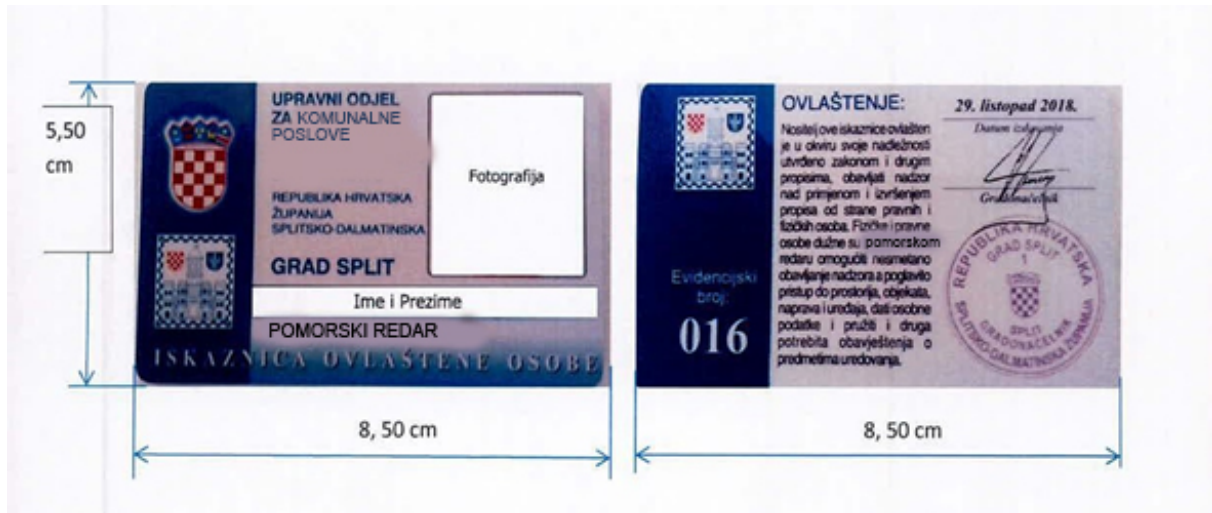 5,50
cm
UPRAVNI ODJEL
ZA KOMUNALNE
POSLOVE
REPUBLIKA HRVATSKA
ŽUPANIJA
SPLITSKO-DALMATINSKA
GRAD SPLIT
Fotografija
Ime i Prezime
POMORSKI REDAR
ISKAZNICA OVLAŠTENE OSOBE
8, 50 cm
Evidencijski
broj:
016
OVLAŠTENJE:
Nositelj ove iskaznice ovlašten
je u okviru svoje nadležnosti
utvrđeno zakonom i drugim
propisima, obavljati nadzor
nad primjenom i izvršenjem
propisa od strane pravnih i
fizičkih osoba. Fizičke i pravne
osobe dužne su pomorskom
redaru omogučiti nesmetano
obavljanje nadzora a poglavito
pristup do prostorija, objekata,
naprava i uređaja, dati osobne
podatke i pružiti i druga
potrebita obavještenja o
predmetima uredovanja.
29. listopad 2018.
Datum izdavanja
Gradonačelnik
REPUBLIKA HRVATSKA
SPLITSKO-DALMATINSKA ŽUPANIJA
GRAD SPLIT
1
SPLIT
GRADONAČELNIK
8, 50 cm